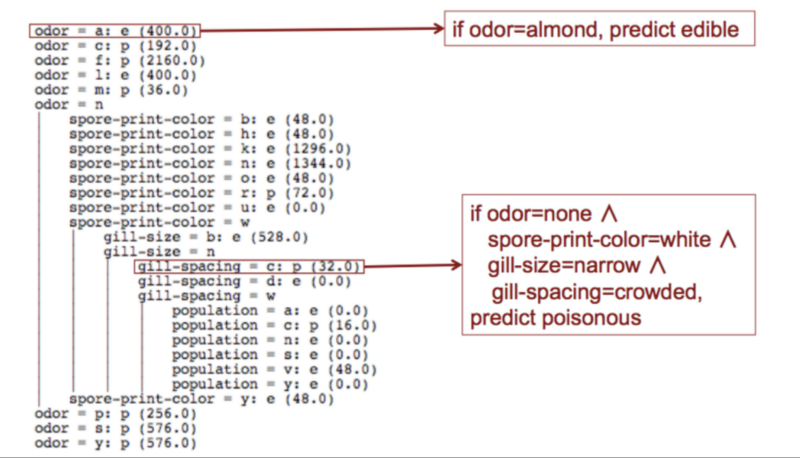 odor = a: e (400.0)
odor = c: p (192.0)
odor = f: p (2160.0)
odor = l: e (400.0)
odor = m: p (36.0)
odor = n
spore-print-color = b: e (48.0)
spore-print-color = h: e (48.0)
spore-print-color = k: e (1296.0)
spore-print-color = n: e (1344.0)
spore-print-color = o: e (48.0)
spore-print-color = r: p (72.0)
spore-print-color = u: e (0.0)
spore-print-color = w
gill-size = b: e (528.0)
gill-size = n
gill-spacing = c: p (32.0)
gill-spacing = d: e (0.0)
gill-spacing = w
population = a: e (0.0)
population = c: p (16.0)
population = n: e (0.0)
population = s: e (0.0)
population = v: e (48.0)
population = y: e (0.0)
spore-print-color = y: e (48.0)
odor = p: p (256.0)
odor = s: p (576.0)
odor = y: p (576.0)
if odor=almond, predict edible
if odor=none ∧
spore-print-color=white ∧
gill-size=narrow ∧
gill-spacing=crowded,
predict poisonous